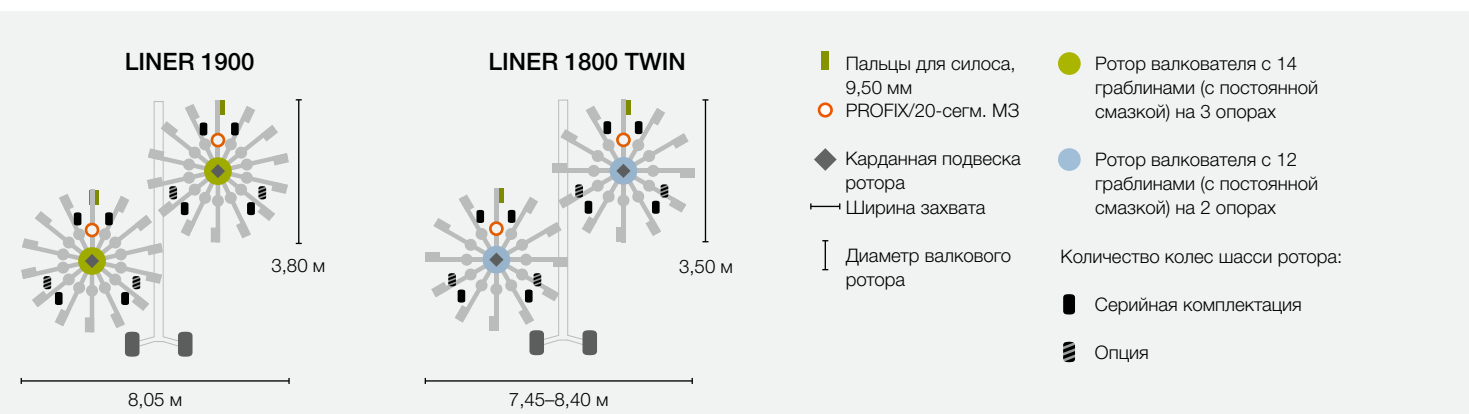 LINER 1900
3,80 м
8,05 м
LINER 1800 TWIN
3,50 м
7,45–8,40 м
Пальцы для силоса,
9,50 мм
PROFIX/20-сегм. МЗ
Карданная подвеска
ротора
Ширина захвата
Диаметр валкового
ротора
Ротор валкователя с 14
граблинами (с постоянной
смазкой) на 3 опорах
Ротор валкователя с 12
граблинами (с постоянной
смазкой) на 2 опорах
Количество колес шасси ротора:
Серийная комплектация
Опция